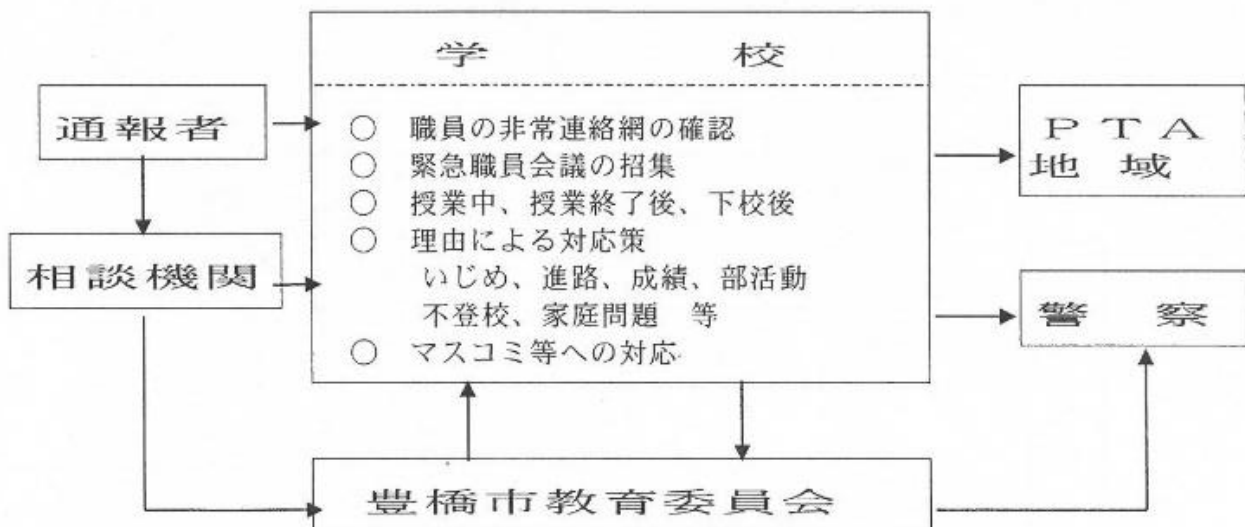 学校
通報者
○ 職員の非常連絡網の確認
○ 緊急職員会議の招集
○ 授業中、授業終了後、下校後
○ 理由による対応策
いじめ、進路、成績、部活動
不登校、家庭問題 等
○ マスコミ等への対応
相談機関
PTA
地域
警察
豊橋市教育委員会